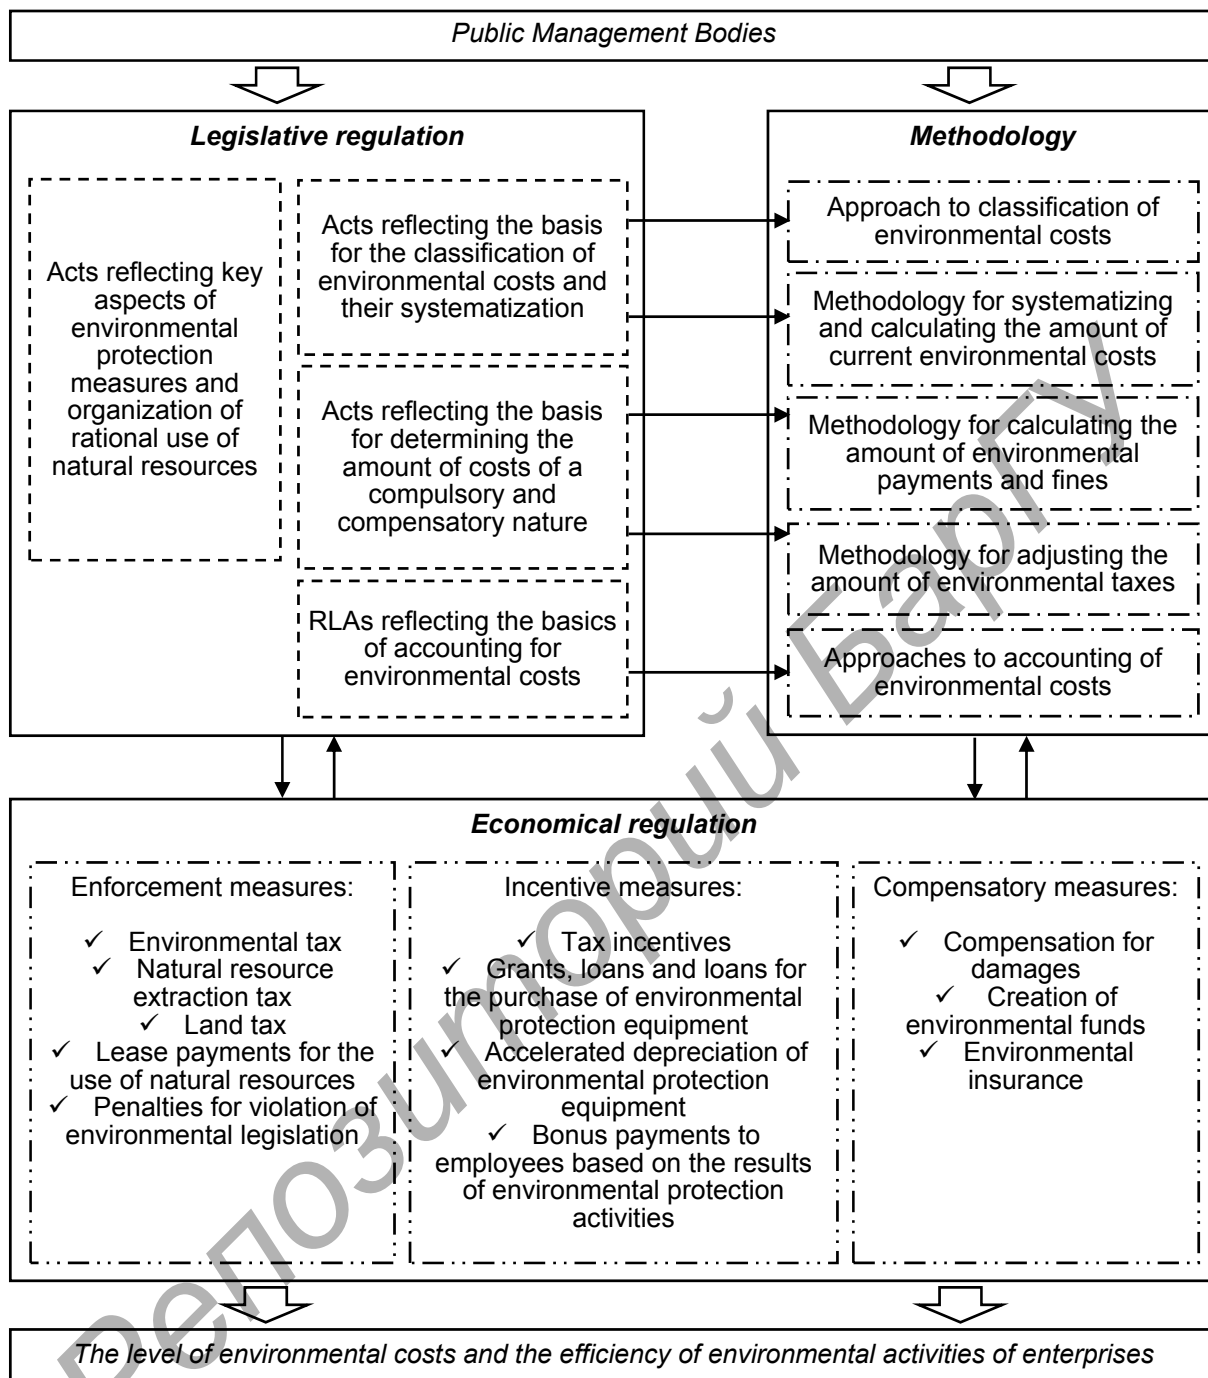 Public Management Bodies
Legislative regulation
Acts reflecting key
aspects of
environmental
protection
measures and
organization of
rational use of
natural resources
Acts reflecting the basis
for the classification of
environmental costs and
their systematization
Acts reflecting the basis
for determining the
amount of costs of a
compulsory and
compensatory nature
RLAs reflecting the basics
of accounting for
environmental costs
Methodology
Approach to classification of
environmental costs
Methodology for systematizing
and calculating the amount of
current environmental costs
Methodology for calculating the
amount of environmental
payments and fines
Methodology for adjusting the
amount of environmental taxes
Approaches to accounting of
environmental costs
Economical regulation
Enforcement measures:
✓ Environmental tax
✓ Natural resource
extraction tax
✓ Land tax
✓ Lease payments for the
use of natural resources
✓ Penalties for violation of
environmental legislation
Incentive measures:
✓ Tax incentives
✓ Grants, loans and loans for
the purchase of environmental
protection equipment
✓ Accelerated depreciation of
environmental protection
equipment
✓ Bonus payments to
employees based on the results
of environmental protection
activities
Compensatory measures:
✓ Compensation for
damages
✓ Creation of
environmental funds
✓ Environmental
insurance
The level of environmental costs and the efficiency of environmental activities of enterprises
Репозиторий БарГУ